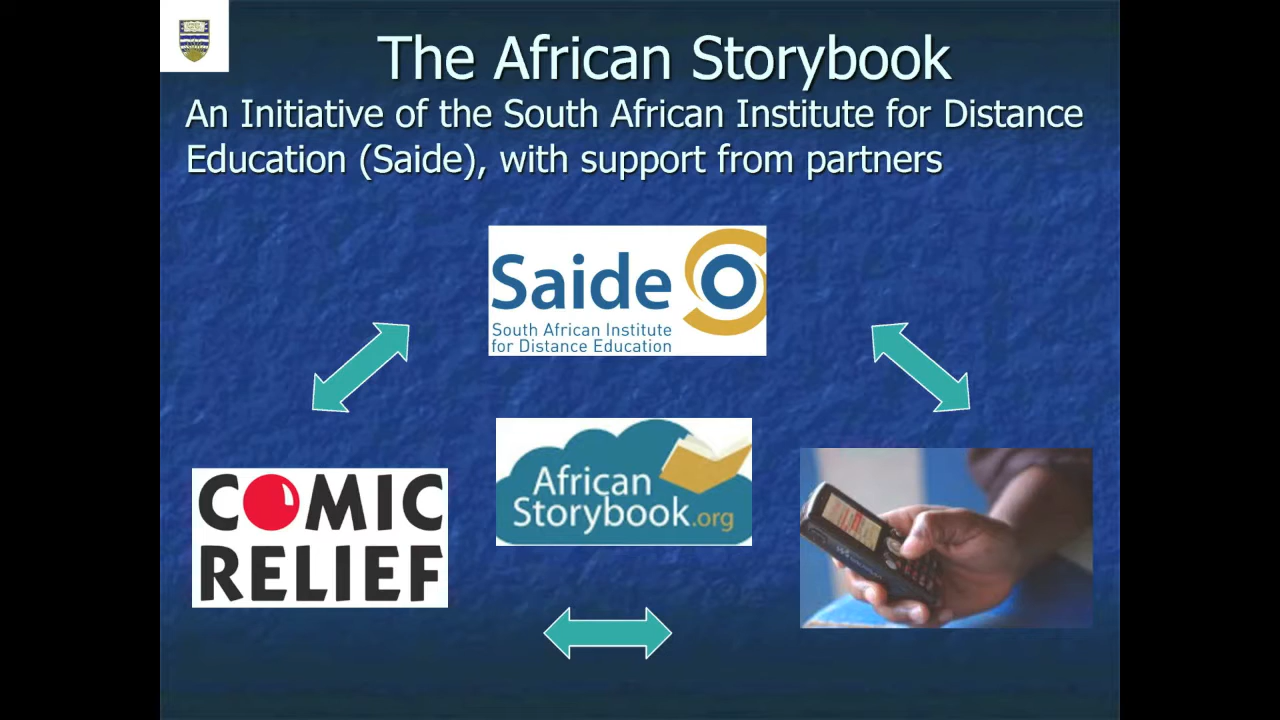 The African Storybook
An Initiative of the South African Institute for Distance
Education (Saide), with support from partners
Saide
South African Institute
for Distance Education
African
Storybook.org
COMIC
RELIEF